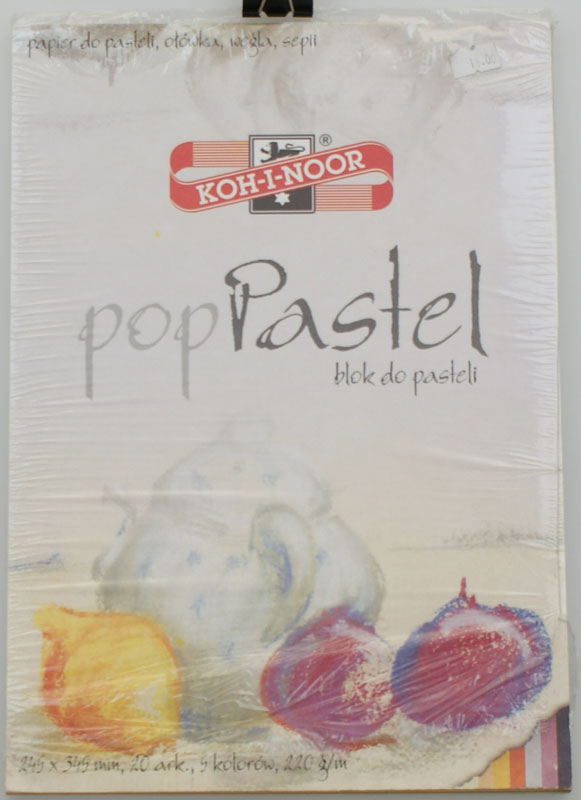 papier do pasteli, ołówka, węgla, sepii
KOH-I-NOOR
®
popPastel
blok do pasteli
245 x 345 mm, 20 ark., 5 kolorów, 220 g/m